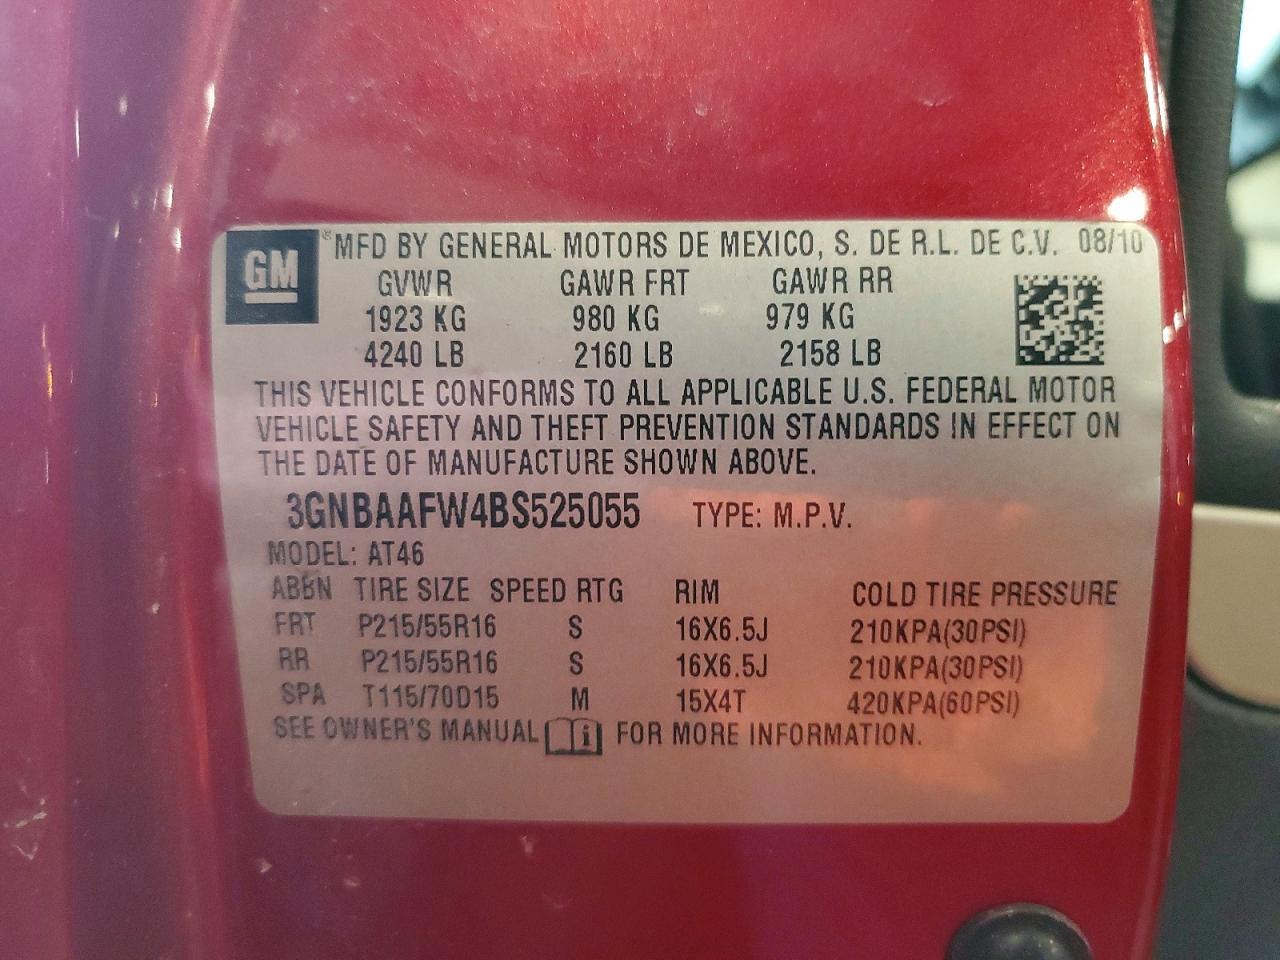 GM ® MFD BY GENERAL MOTORS DE MEXICO, S. DE R.L. DE C.V. 08/10
GVWR GAWR FRT GAWR RR
1923 KG 980 KG 979 KG
4240 LB 2160 LB 2158 LB
THIS VEHICLE CONFORMS TO ALL APPLICABLE U.S. FEDERAL MOTOR
VEHICLE SAFETY AND THEFT PREVENTION STANDARDS IN EFFECT ON
THE DATE OF MANUFACTURE SHOWN ABOVE.
3GNBAAFW4BS525055 TYPE: M.P.V.
MODEL: AT46
ABBN TIRE SIZE SPEED RTG RIM COLD TIRE PRESSURE
FRT P215/55R16 S 16X6.5J 210KPA(30PSI)
RR P215/55R16 S 16X6.5J 210KPA(30PSI)
SPA T115/70D15 M 15X4T 420KPA(60PSI)
SEE OWNER'S MANUAL i FOR MORE INFORMATION.